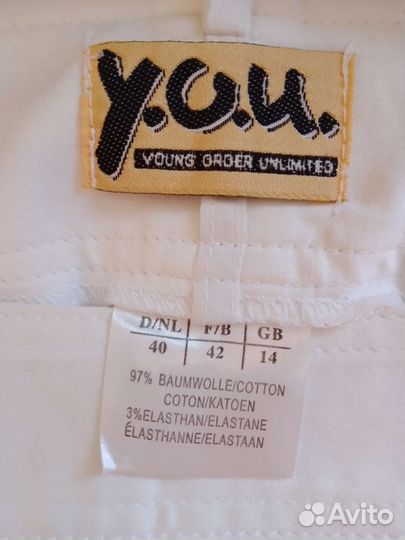 y.o.u.
YOUNG ORDER UNLIMITED
D/NL F/B GB
40 42 14
97% BAUMWOLLE/COTTON
COTON/KATOEN
3%ELASTHAN/ELASTANE
ÉLASTHANNE/ELASTAAN
Avito